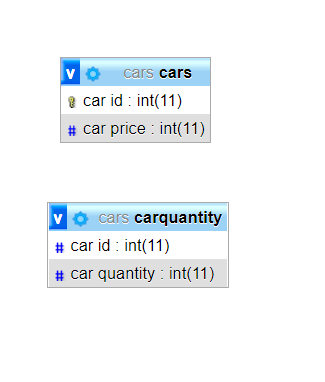 v cars cars
car id : int(11)
# car price : int(11)
v cars carquantity
# car id : int(11)
# car quantity : int(11)